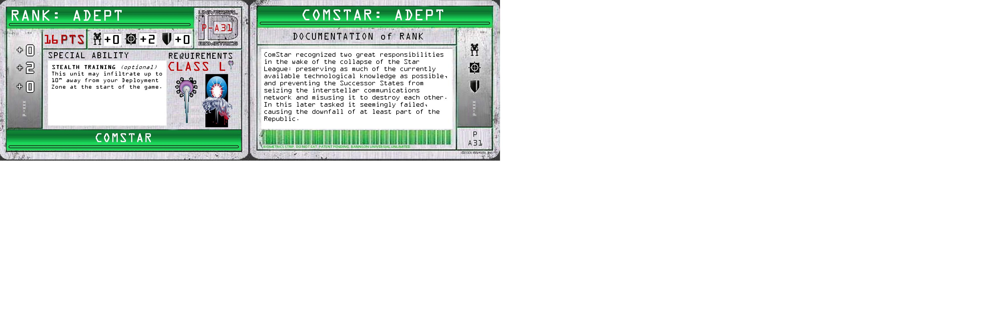 RANK: ADEPT
UNIVERSAL
ID
P-A31
BIOMETRICS
16 PTS
+0 +2 +0
+0
+2
+0
P-XXX
SPECIAL ABILITY
STEALTH TRAINING (optional)
This unit may infiltrate up to
10" away from your Deployment
Zone at the start of the game.
REQUIREMENTS
CLASS L
COMSTAR
COMSTAR: ADEPT
DOCUMENTATION of RANK
ComStar recognized two great responsibilities
in the wake of the collapse of the Star
League: preserving as much of the currently
available technological knowledge as possible,
and preventing the Successor States from
seizing the interstellar communications
network and misusing it to destroy each other.
In this later tasked it seemingly failed,
causing the downfall of at least part of the
Republic.
P-XXX
BIOMETRICS STRIP. DO NOT EAT. PATENT PENDING. BANNSON UNIVERSIAL UNLIMITED.
P
A31
©2005 WizKids, Inc.